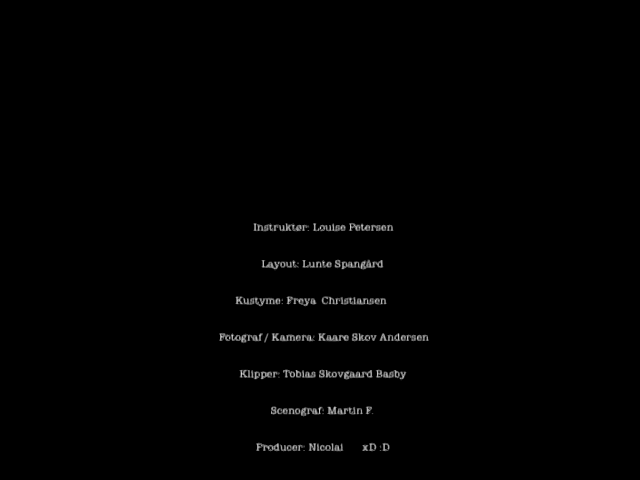 Instruktør: Louise Petersen
Layout: Lunte Spangård
Kustyme: Freya Christiansen
Fotograf / Kamera: Kaare Skov Andersen
Klipper: Tobias Skovgaard Basby
Scenograf: Martin F.
Producer: Nicolai xD :D